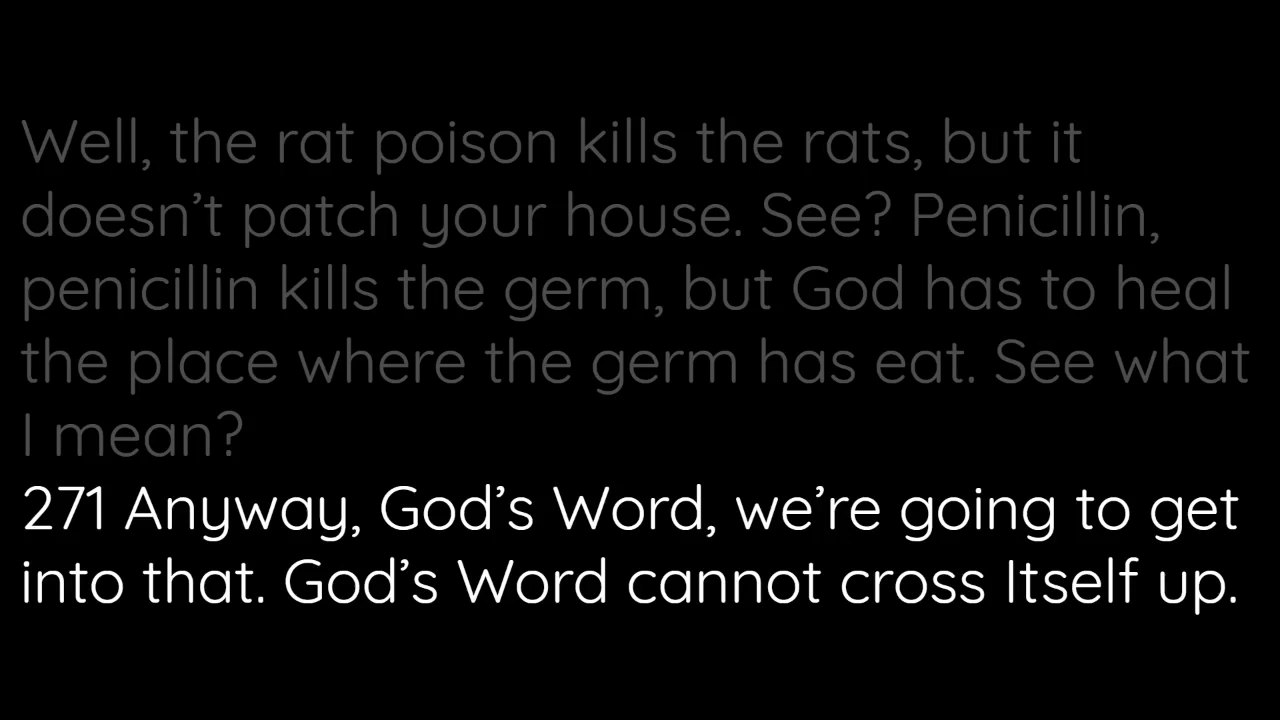 Well, the rat poison kills the rats, but it
doesn’t patch your house. See? Penicillin,
penicillin kills the germ, but God has to heal
the place where the germ has eat. See what
I mean?
271 Anyway, God’s Word, we’re going to get
into that. God’s Word cannot cross Itself up.